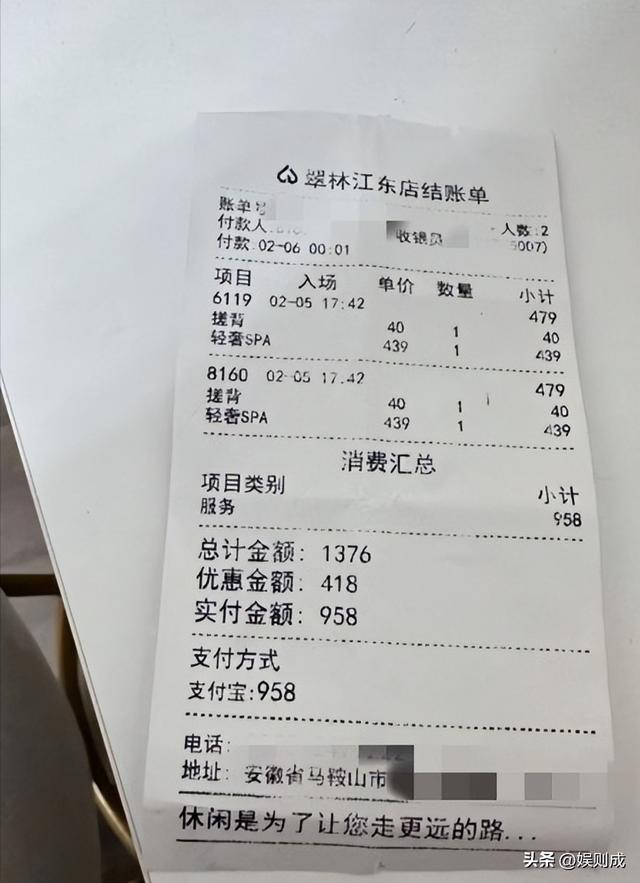 翠林江东店结账单
账单号
付款人: 人数:2
收银员 5007)
付款:02-06 00:01
项目 入场 单价 数量 小计
6119 02-05 17:42 479
搓背 40 1 40
轻奢SPA 439 1 439
8160 02-05 17.42 479
搓背 40 1 40
轻奢SPA 439 1 439
消费汇总
项目类别 小计
服务 958
总计金额: 1376
优惠金额: 418
实付金额: 958
支付方式
支付宝:958
电话:
地址: 安徽省马鞍山市
休闲是为了让您走更远的路...
头条 @娱则成